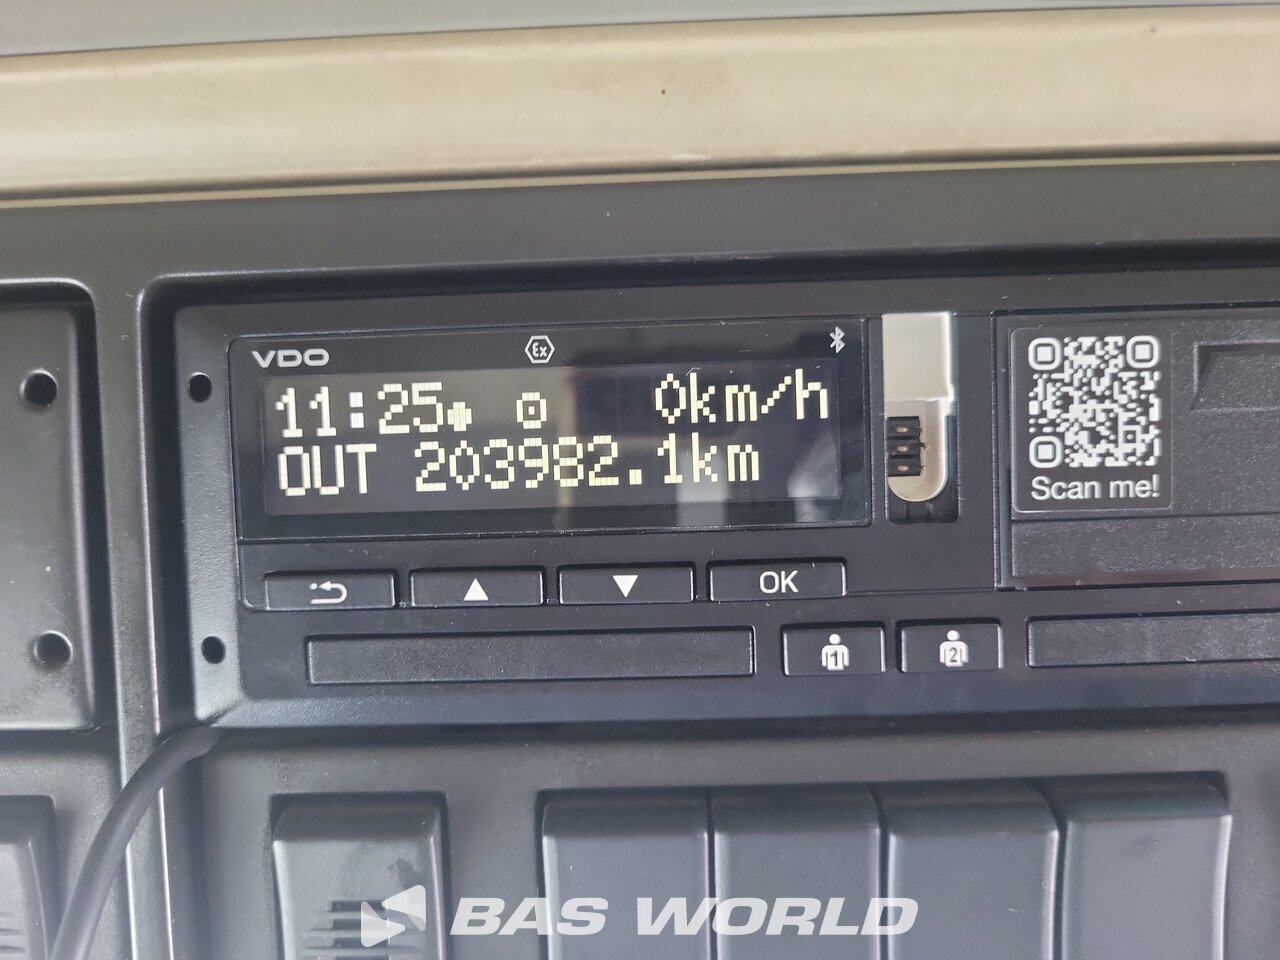 VDO
Ex
11:25 0km/h
OUT 203982.1km
Scan me!
OK
1
2
BAS WORLD